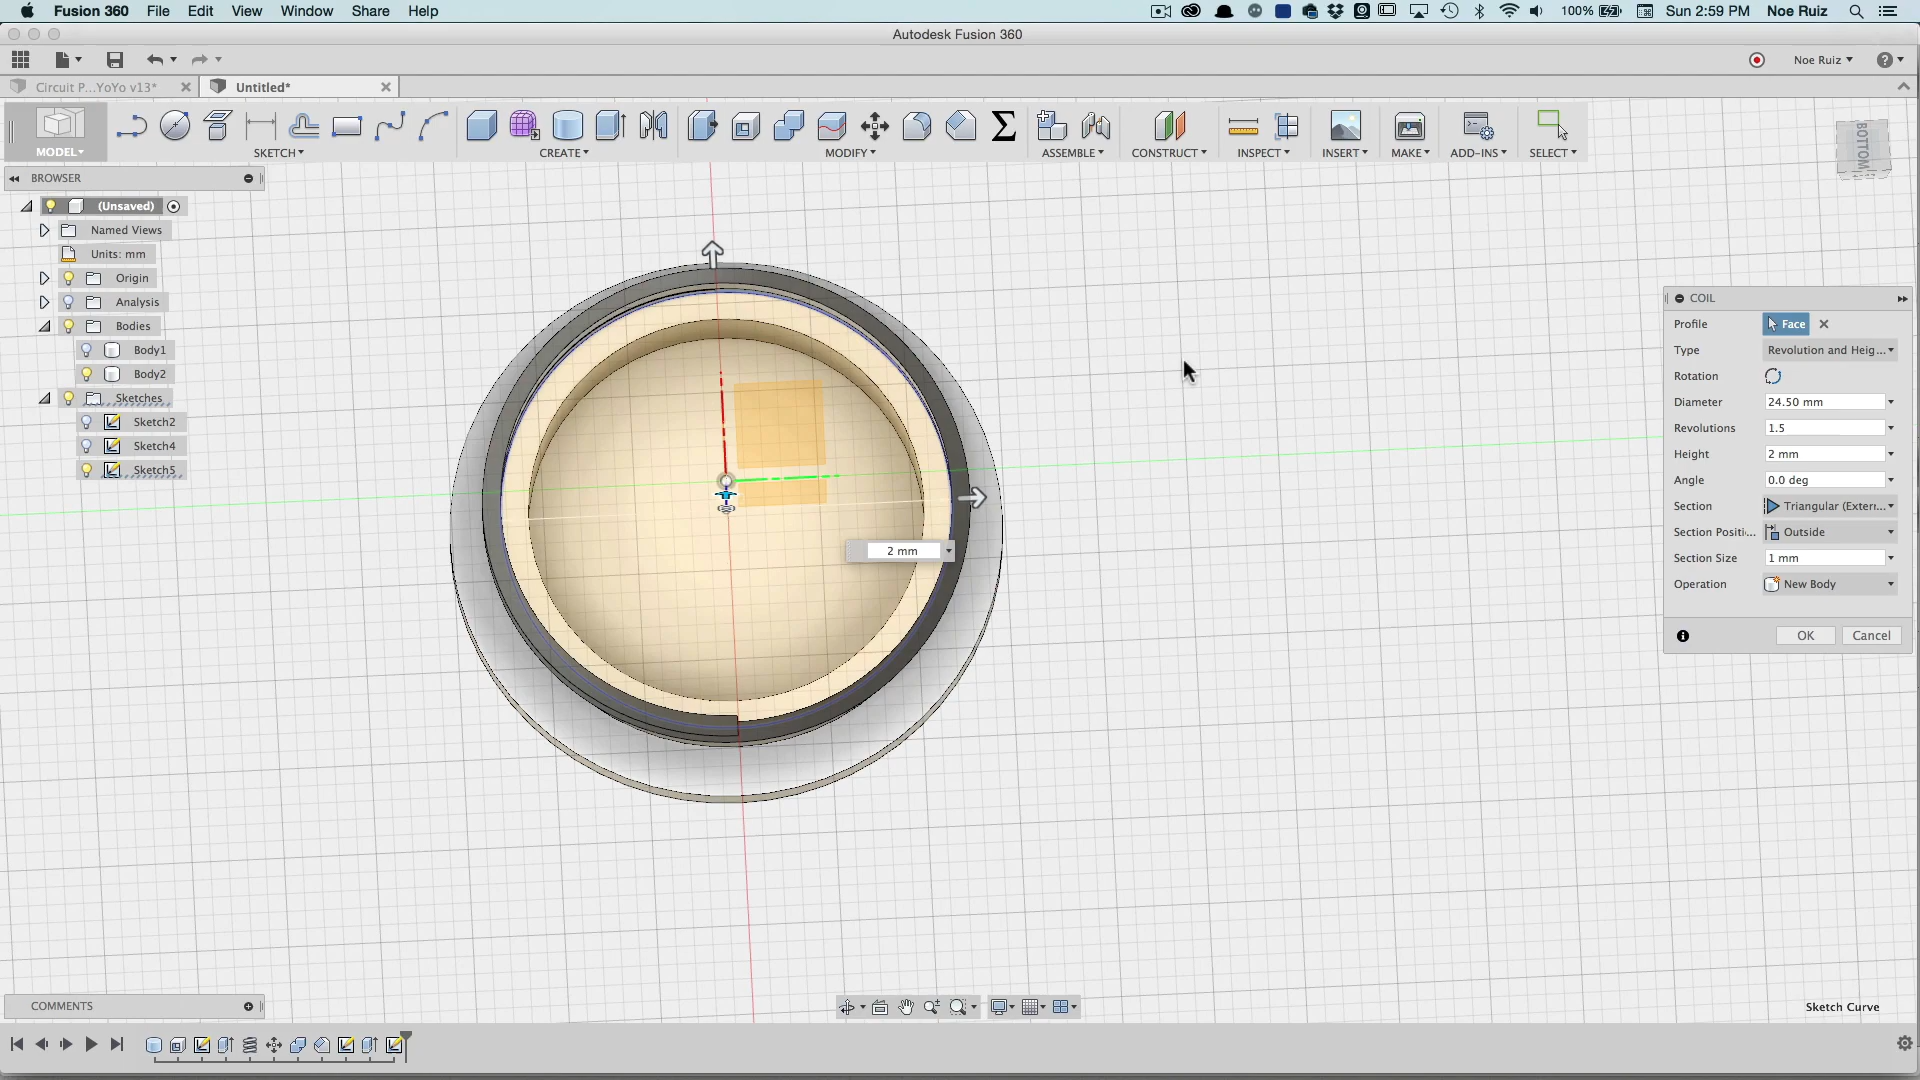 Fusion 360 File Edit View Window Share Help 100% Sun 2:59 PM Noe Ruiz
Autodesk Fusion 360
Noe Ruiz
Circuit P...YoYo v13* Untitled*
MODEL SKETCH CREATE MODIFY ASSEMBLE CONSTRUCT INSPECT INSERT MAKE ADD-INS SELECT
BOTTOM
BROWSER
(Unsaved)
Named Views
Units: mm
Origin
Analysis
Bodies
Body1
Body2
Sketches
Sketch2
Sketch4
Sketch5
2 mm
COIL
Profile Face
Type Revolution and Heig...
Rotation
Diameter 24.50 mm
Revolutions 1.5
Height 2 mm
Angle 0.0 deg
Section Triangular (Extern...
Section Positi... Outside
Section Size 1 mm
Operation New Body
OK Cancel
COMMENTS
Sketch Curve